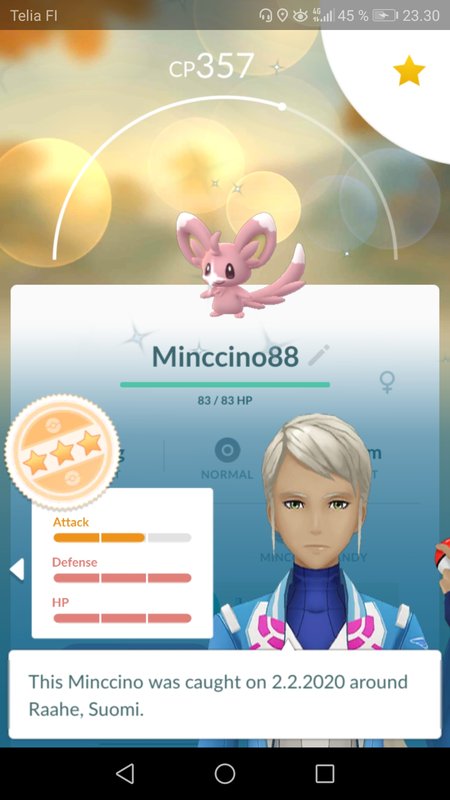 Telia FI 4G 45 % 23.30
CP357
Minccino88
83 / 83 HP
NORMAL
Attack
Defense
HP
This Minccino was caught on 2.2.2020 around
Raahe, Suomi.